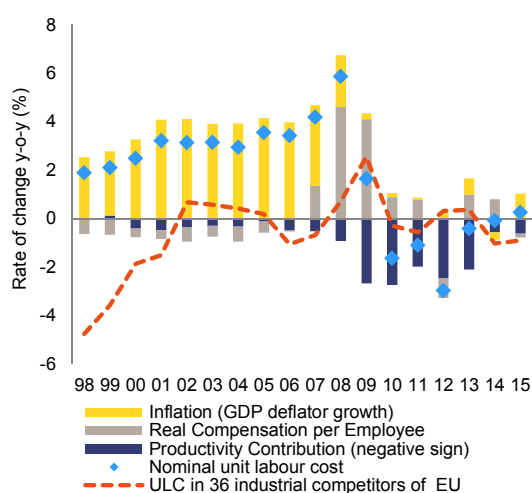 Rate of change y-o-y (%)
8
6
4
2
0
-2
-4
-6
98 99 00 01 02 03 04 05 06 07 08 09 10 11 12 13 14 15
Inflation (GDP deflator growth)
Real Compensation per Employee
Productivity Contribution (negative sign)
Nominal unit labour cost
ULC in 36 industrial competitors of EU